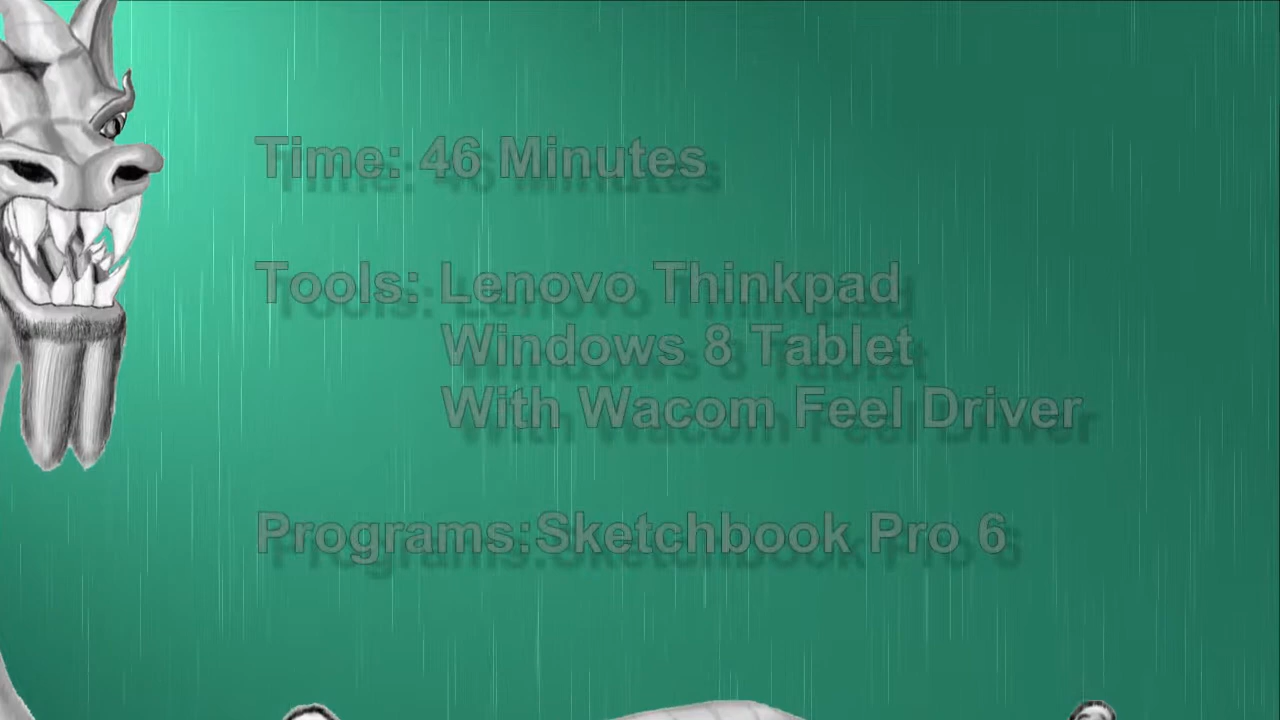 Time: 46 Minutes
Tools: Lenovo Thinkpad
Windows 8 Tablet
With Wacom Feel Driver
Programs:Sketchbook Pro 6